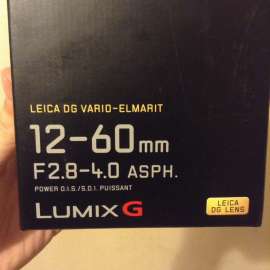 LEICA DG VARIO-ELMARIT
12-60mm
F2.8-4.0 ASPH.
POWER O.I.S./S.O.I. PUISSANT
LUMIX G
LEICA
DG LENS